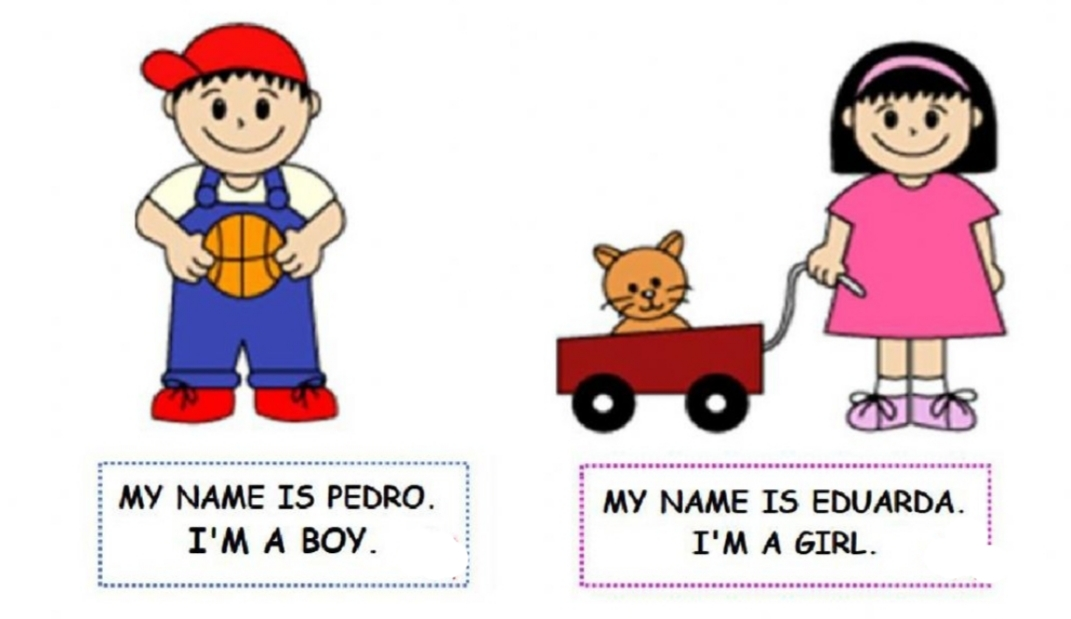 MY NAME IS PEDRO.
I'M A BOY.
MY NAME IS EDUARDA.
I'M A GIRL.